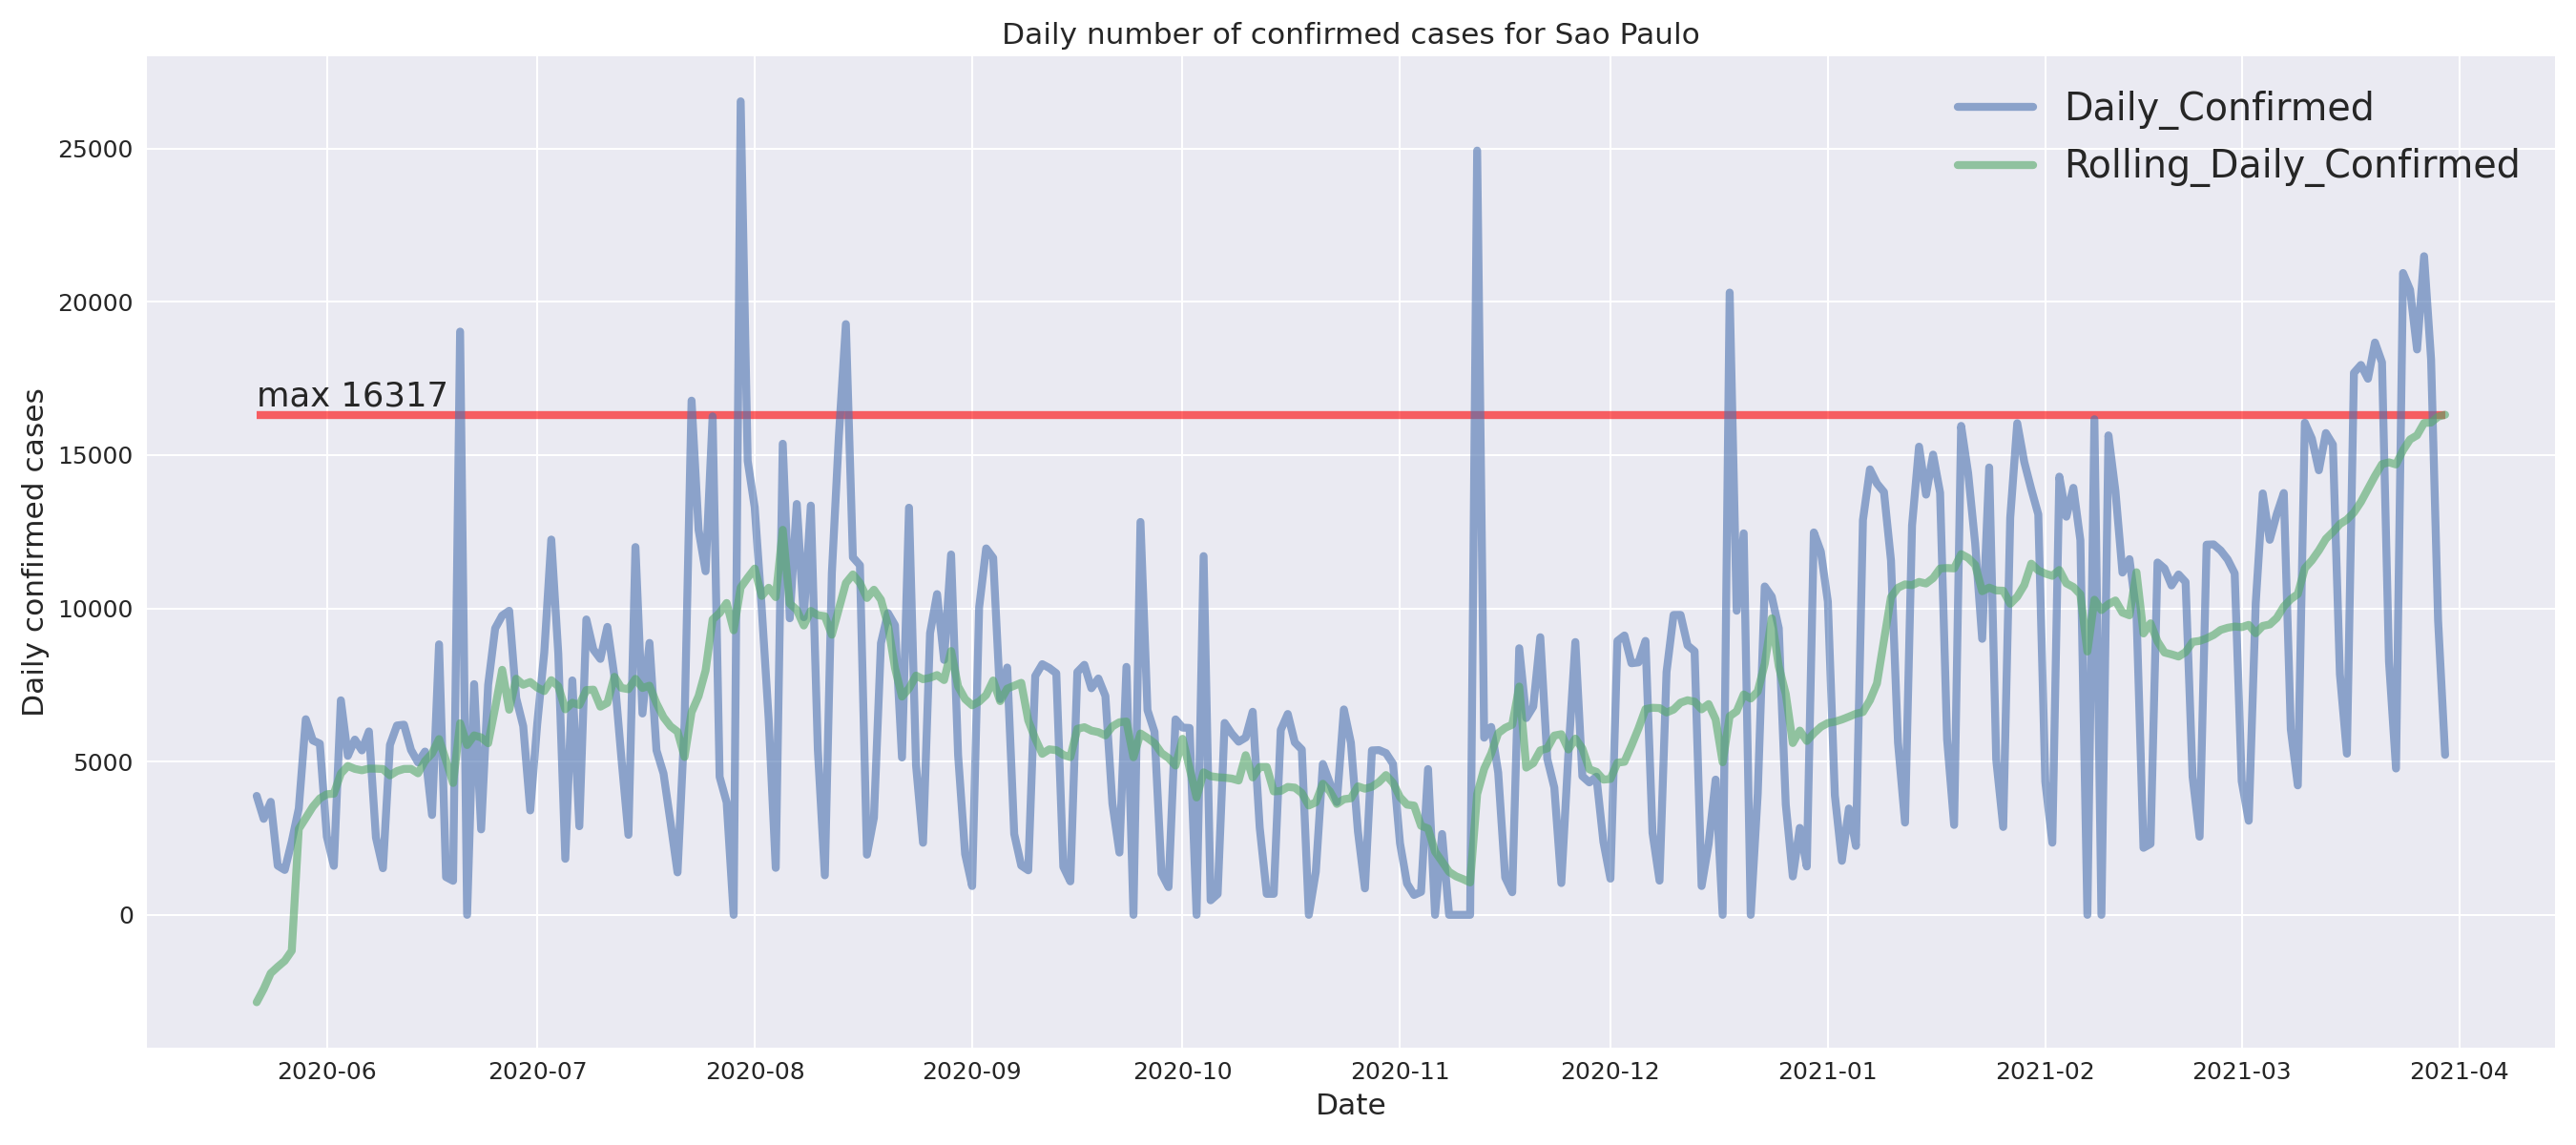 Daily number of confirmed cases for Sao Paulo
Daily_Confirmed
Rolling_Daily_Confirmed
25000
20000
15000
10000
5000
0
max 16317
Daily confirmed cases
2020-06 2020-07 2020-08 2020-09 2020-10 2020-11 2020-12 2021-01 2021-02 2021-03 2021-04
Date